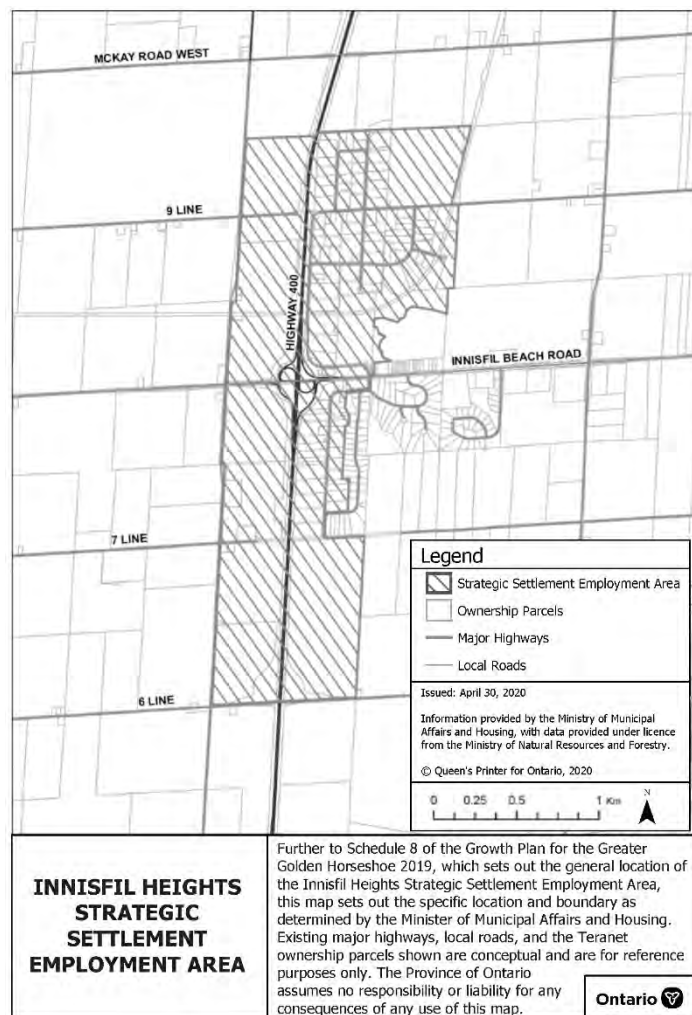 MCKAY ROAD WEST
9 LINE
HIGHWAY 400
INNISFIL BEACH ROAD
7 LINE
6 LINE
Legend
Strategic Settlement Employment Area
Ownership Parcels
Major Highways
Local Roads
Issued: April 30, 2020
Information provided by the Ministry of Municipal
Affairs and Housing, with data provided under licence
from the Ministry of Natural Resources and Forestry.
© Queen's Printer for Ontario, 2020
0 0.25 0.5 1 Km
N
INNISFIL HEIGHTS
STRATEGIC
SETTLEMENT
EMPLOYMENT AREA
Further to Schedule 8 of the Growth Plan for the Greater
Golden Horseshoe 2019, which sets out the general location of
the Innisfil Heights Strategic Settlement Employment Area,
this map sets out the specific location and boundary as
determined by the Minister of Municipal Affairs and Housing.
Existing major highways, local roads, and the Teranet
ownership parcels shown are conceptual and are for reference
purposes only. The Province of Ontario
assumes no responsibility or liability for any
consequences of any use of this map.
Ontario